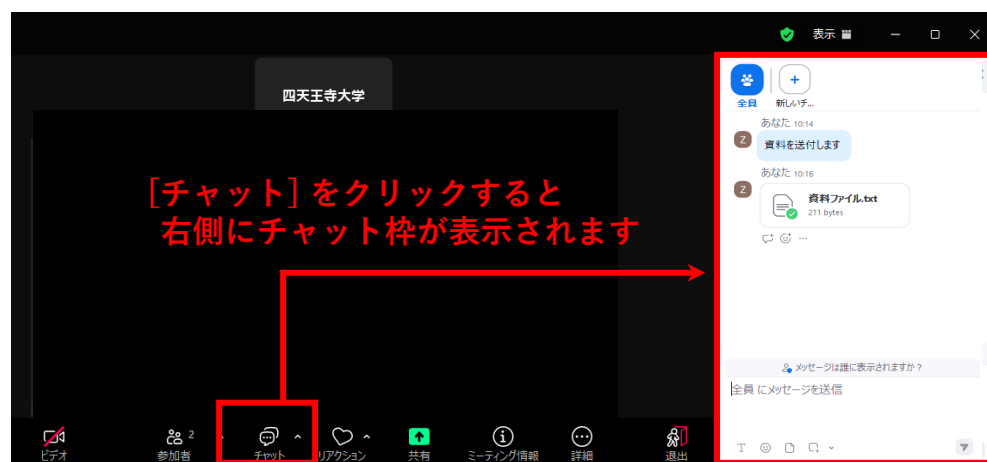 表示
四天王寺大学
全員
新しいチ...
あなた 10:14
Z
資料を送付します
あなた 10:16
Z
資料ファイル.txt
211 bytes
[チャット] をクリックすると
右側にチャット枠が表示されます
メッセージは誰に表示されますか？
全員 にメッセージを送信
ビデオ
参加者
2
チャット
リアクション
共有
ミーティング情報
詳細
退出